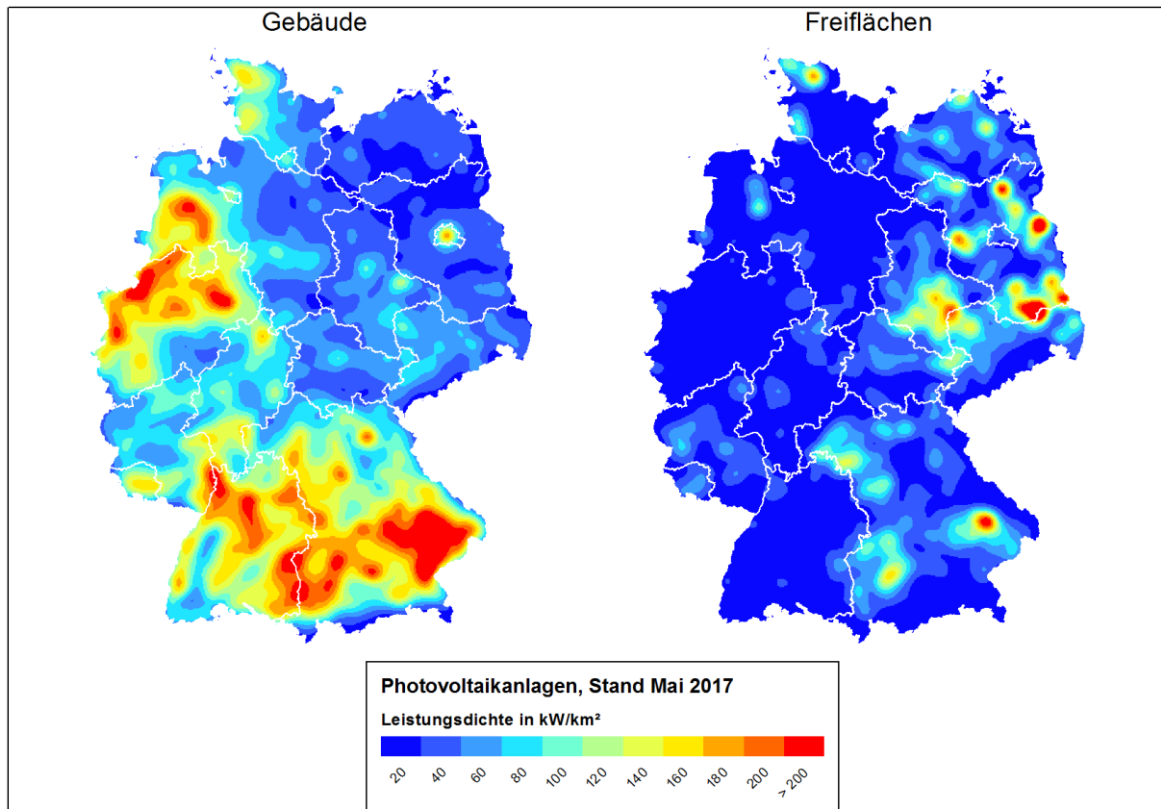 Gebäude
Freiflächen
Photovoltaikanlagen, Stand Mai 2017
Leistungsdichte in kW/km²
20 40 60 80 100 120 140 160 180 200 > 200